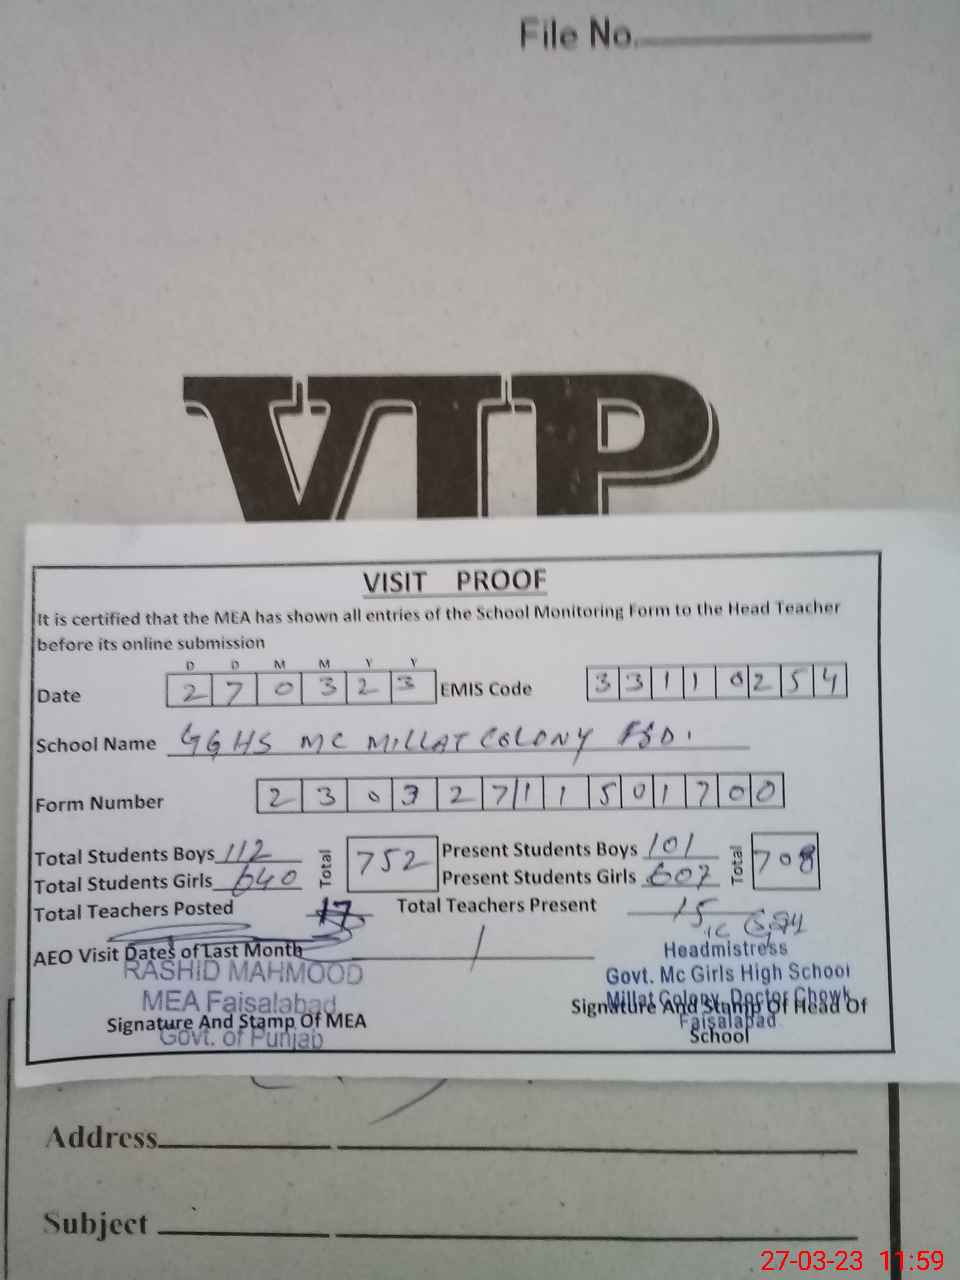 File No.
VIP
VISIT PROOF
It is certified that the MEA has shown all entries of the School Monitoring Form to the Head Teacher
before its online submission
D D M M Y Y
Date 2 7 0 3 2 3 EMIS Code 3 3 1 1 0 2 5 4
School Name GGHS MC MILLAT COLONY FSD.
Form Number 2 3 0 3 2 7 1 1 5 0 1 7 0 0
Total Students Boys 112 Total 752 Present Students Boys 101 Total 708
Total Students Girls 640 Present Students Girls 607
Total Teachers Posted 17 Total Teachers Present 15
AEO Visit Dates of Last Month 1
RASHID MAHMOOD
MEA Faisalabad
Signature And Stamp Of MEA
Govt. of Punjab
Headmistress
Govt. Mc Girls High School
Millat Colony, Doctor Chowk
Signature And Stamp Of Head Of
Faisalabad.
School
Address
Subject
27-03-23 11:59